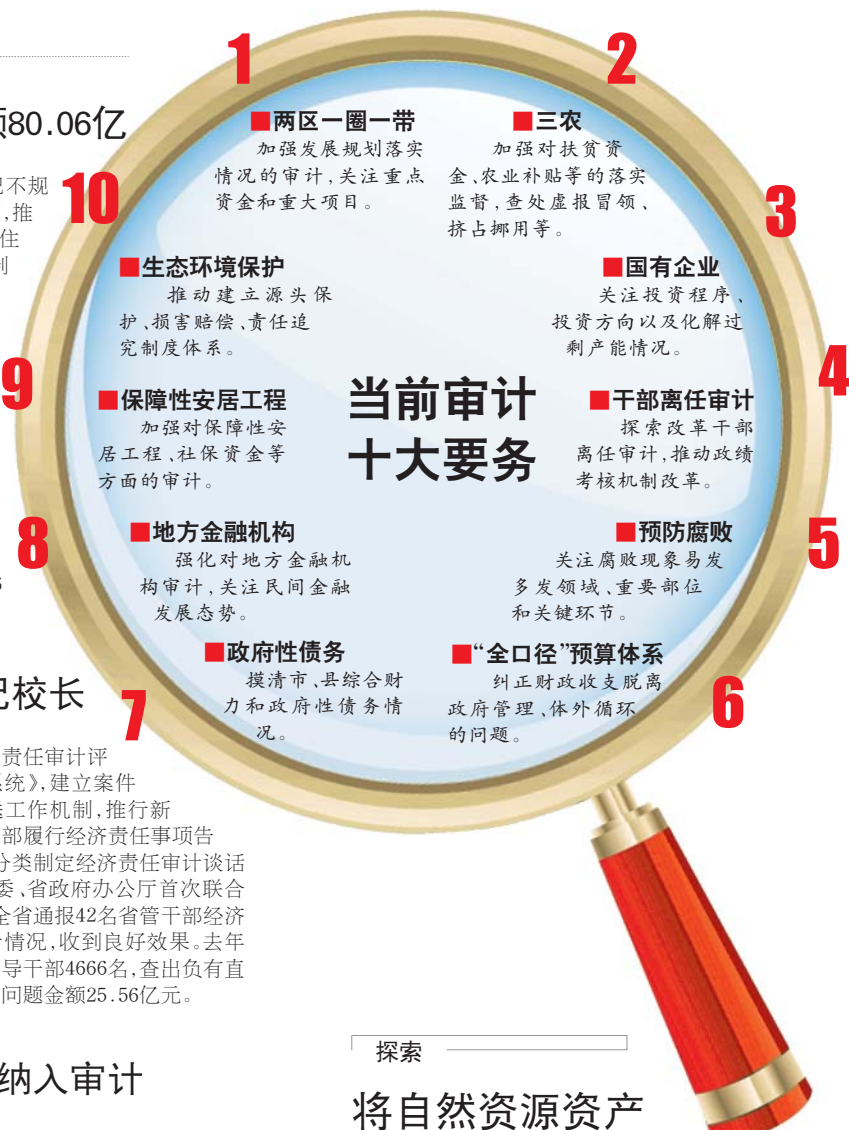 额80.06亿
记不规
,推
住
制
1
■两区一圈一带
加强发展规划落实
情况的审计,关注重点
资金和重大项目。
2
■三农
加强对扶贫资
金、农业补贴等的落实
监督,查处虚报冒领、
挤占挪用等。
3
■国有企业
关注投资程序、
投资方向以及化解过
剩产能情况。
4
■干部离任审计
探索改革干部
离任审计,推动政绩
考核机制改革。
5
■预防腐败
关注腐败现象易发
多发领域、重要部位
和关键环节。
6
■“全口径”预算体系
纠正财政收支脱离
政府管理、体外循环
的问题。
7
■政府性债务
摸清市、县综合财
力和政府性债务情
况。
8
■地方金融机构
强化对地方金融机
构审计,关注民间金融
发展态势。
9
■保障性安居工程
加强对保障性安
居工程、社保资金等
方面的审计。
10
■生态环境保护
推动建立源头保
护、损害赔偿、责任追
究制度体系。
当前审计
十大要务
记校长
责任审计评
系统》,建立案件
送工作机制,推行新
部履行经济责任事项告
分类制定经济责任审计谈话
委、省政府办公厅首次联合
全省通报42名省管干部经济
情况,收到良好效果。去年
导干部4666名,查出负有直
问题金额25.56亿元。
纳入审计
探索
将自然资源资产